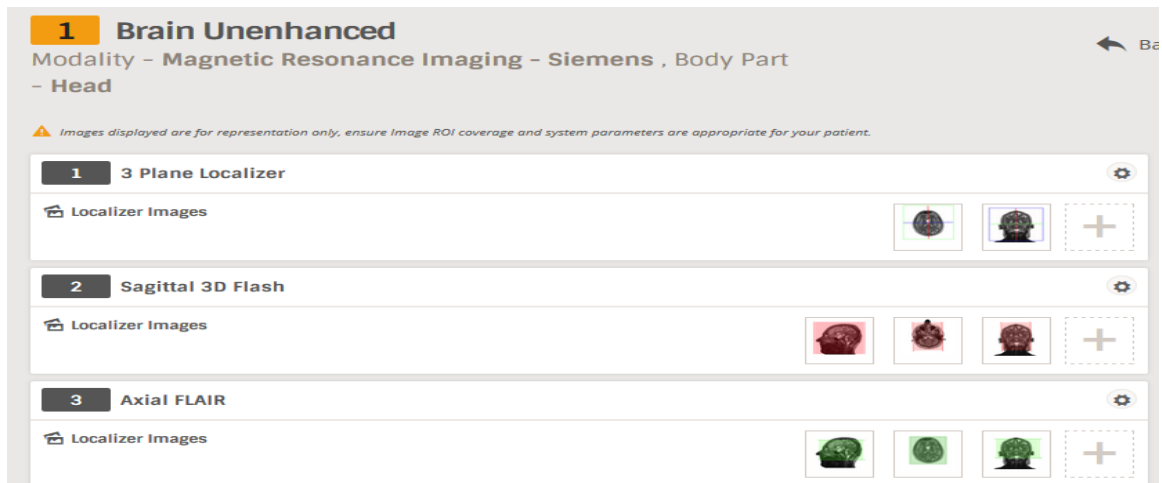 1 Brain Unenhanced
Modality - Magnetic Resonance Imaging - Siemens , Body Part
- Head
Ba
Images displayed are for representation only, ensure Image ROI coverage and system parameters are appropriate for your patient.
1 3 Plane Localizer
Localizer Images
2 Sagittal 3D Flash
Localizer Images
3 Axial FLAIR
Localizer Images